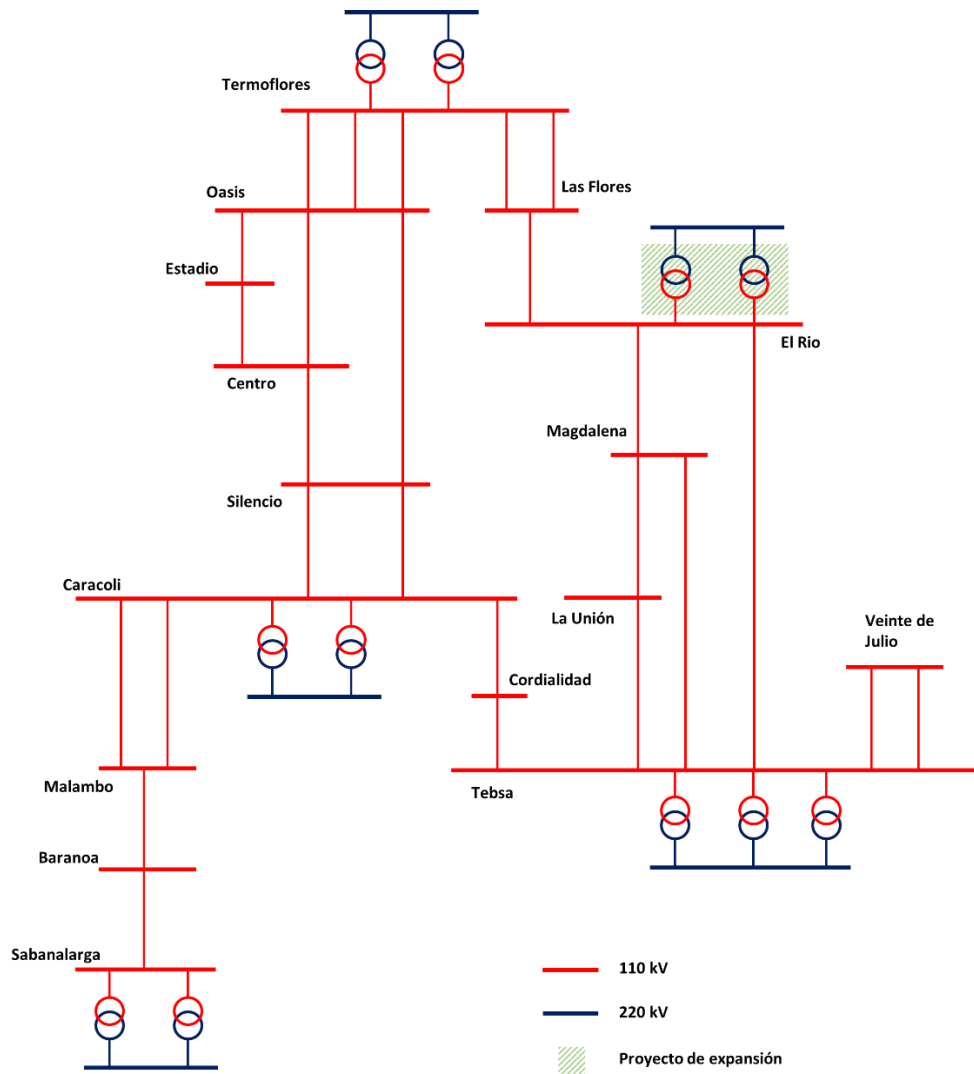 Termoflores
Oasis
Las Flores
Estadio
El Rio
Centro
Magdalena
Silencio
Caracoli
La Unión
Veinte de
Julio
Cordialidad
Malambo
Tebsa
Baranoa
Sabanalarga
110 kV
220 kV
Proyecto de expansión